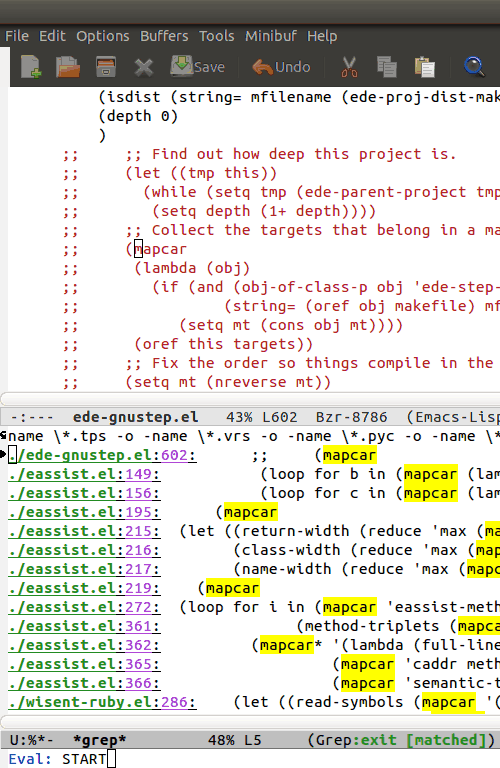 File Edit Options Buffers Tools Minibuf Help
Save Undo
(isdist (string= mfilename (ede-proj-dist-mak
(depth 0)
)
;; ;; Find out how deep this project is.
;; (let ((tmp this))
;; (while (setq tmp (ede-parent-project tmp
;; (setq depth (1+ depth))))
;; ;; Collect the targets that belong in a ma
;; (mapcar
;; (lambda (obj)
;; (if (and (obj-of-class-p obj 'ede-step-
;; (string= (oref obj makefile) mf
;; (setq mt (cons obj mt))))
;; (oref this targets))
;; ;; Fix the order so things compile in the
;; (setq mt (nreverse mt))
-:--- ede-gnustep.el 43% L602 Bzr-8786 (Emacs-Lisp
name \*.tps -o -name \*.vrs -o -name \*.pyc -o -name \*
./ede-gnustep.el:602: ;; (mapcar
./eassist.el:149: (loop for b in (mapcar (lam
./eassist.el:156: (loop for c in (mapcar (lam
./eassist.el:195: (mapcar
./eassist.el:215: (let ((return-width (reduce 'max (ma
./eassist.el:216: (class-width (reduce 'max (map
./eassist.el:217: (name-width (reduce 'max (mapc
./eassist.el:219: (mapcar
./eassist.el:272: (loop for i in (mapcar 'eassist-meth
./eassist.el:361: (method-triplets (mapca
./eassist.el:362: (mapcar* '(lambda (full-line
./eassist.el:365: (mapcar 'caddr meth
./eassist.el:366: (mapcar 'semantic-t
./wisent-ruby.el:286: (let ((read-symbols (mapcar '(
U:%*- *grep* 48% L5 (Grep:exit [matched])
Eval: START